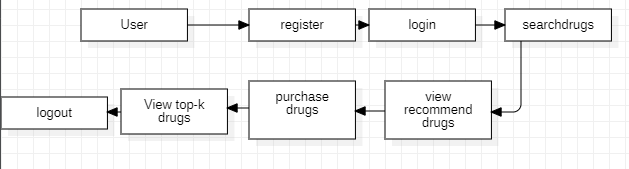 User
register
login
searchdrugs
logout
View top-k
drugs
purchase
drugs
view
recommend
drugs